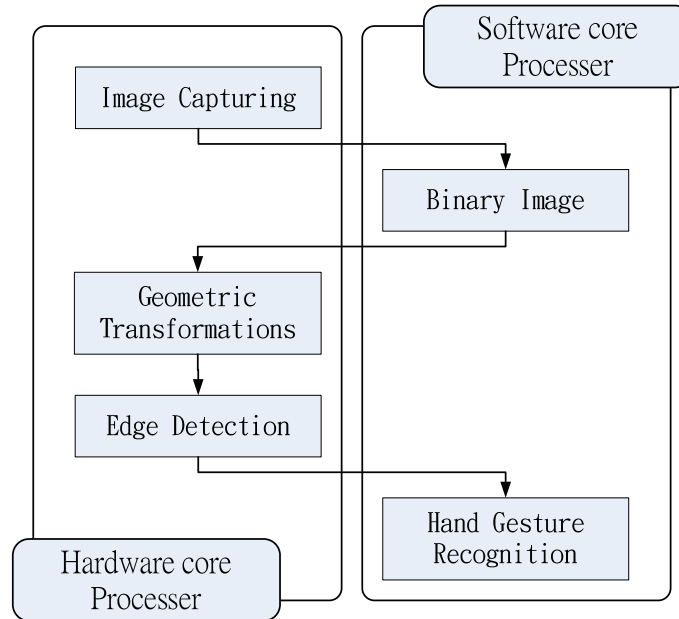 Software core
Processer
Image Capturing
Binary Image
Geometric
Transformations
Edge Detection
Hand Gesture
Recognition
Hardware core
Processer